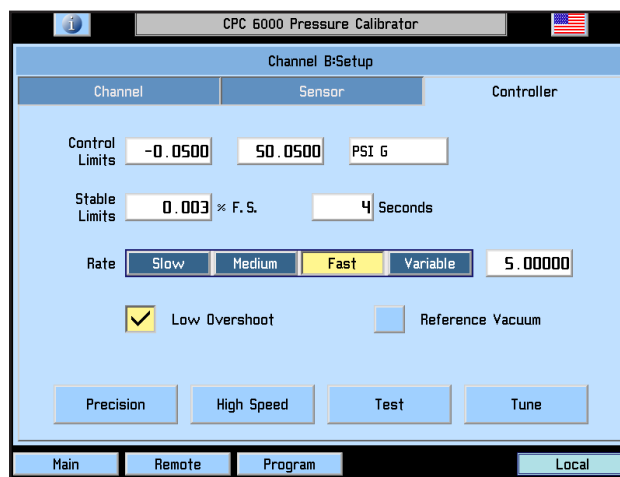 i CPC 6000 Pressure Calibrator
Channel B:Setup
Channel Sensor Controller
Control Limits -0.0500 50.0500 PSI G
Stable Limits 0.003 % F.S. 4 Seconds
Rate Slow Medium Fast Variable 5.00000
Low Overshoot Reference Vacuum
Precision High Speed Test Tune
Main Remote Program Local